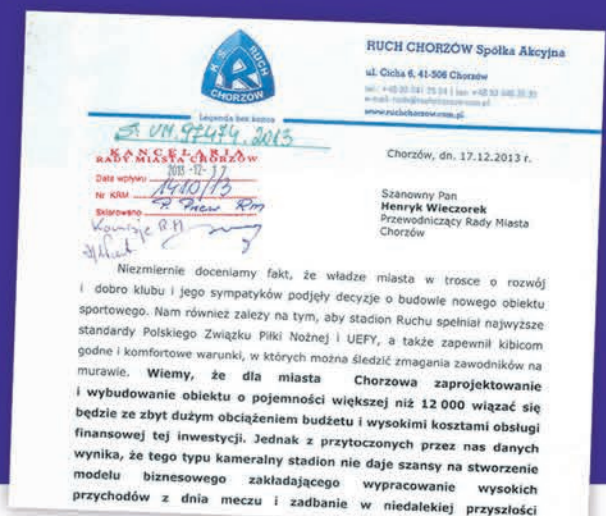 K S RUCH
R
CHORZÓW
Legenda bez końca
RUCH CHORZÓW Spółka Akcyjna
ul. Cicha 6, 41-506 Chorzów
www.ruchchorzow.com.pl
S. UM. 97474. 2013
KANCELARIA
RADY MIASTA CHORZÓW
2013 -12- 17
Data wpływu
Nr KRM 1410/13
Skierowano
Chorzów, dn. 17.12.2013 r.
Szanowny Pan
Henryk Wieczorek
Przewodniczący Rady Miasta
Chorzów
Niezmiernie doceniamy fakt, że władze miasta w trosce o rozwój
i dobro klubu i jego sympatyków podjęły decyzje o budowie nowego obiektu
sportowego. Nam również zależy na tym, aby stadion Ruchu spełniał najwyższe
standardy Polskiego Związku Piłki Nożnej i UEFY, a także zapewnił kibicom
godne i komfortowe warunki, w których można śledzić zmagania zawodników na
murawie. Wiemy, że dla miasta Chorzowa zaprojektowanie
i wybudowanie obiektu o pojemności większej niż 12 000 wiązać się
będzie ze zbyt dużym obciążeniem budżetu i wysokimi kosztami obsługi
finansowej tej inwestycji. Jednak z przytoczonych przez nas danych
wynika, że tego typu kameralny stadion nie daje szansy na stworzenie
modelu biznesowego zakładającego wypracowanie wysokich
przychodów z dnia meczu i zadbanie w niedalekiej przyszłości